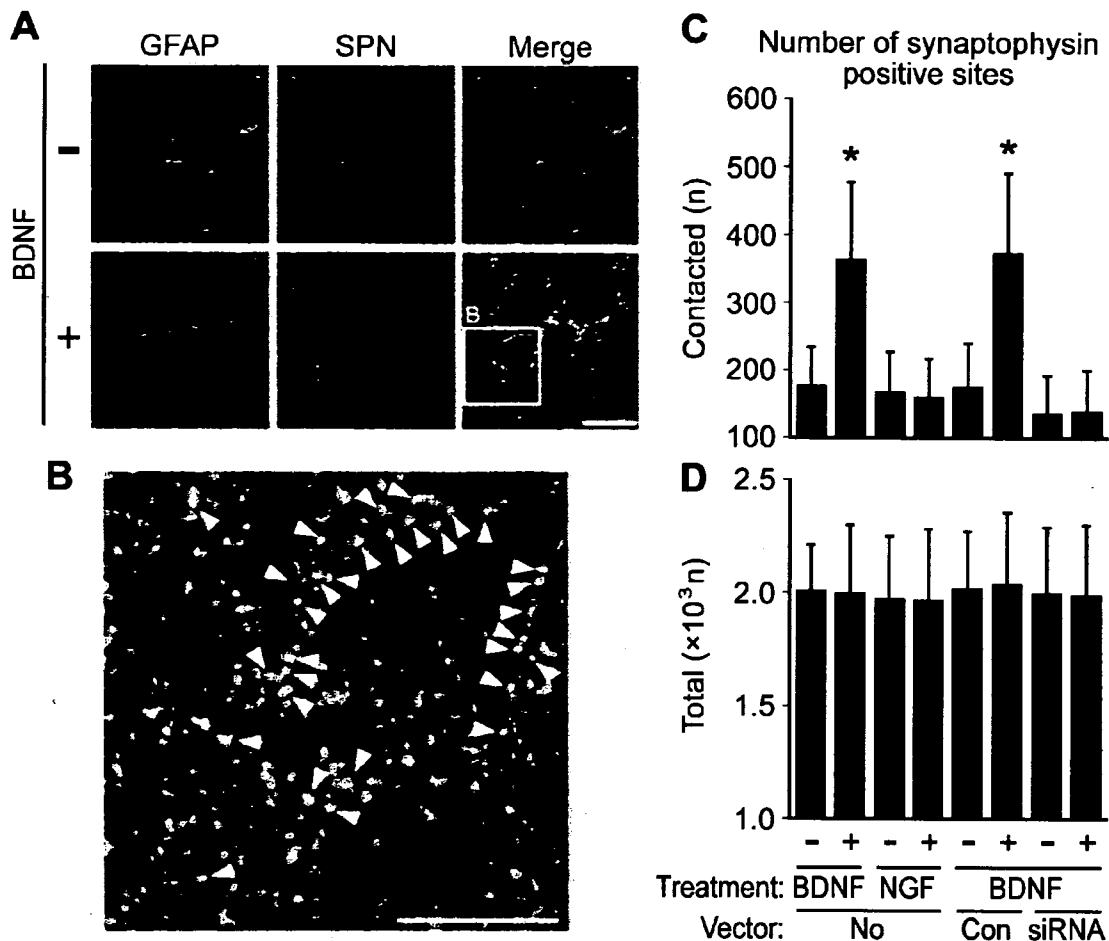 A
GFAP SPN Merge
BDNF
-
+
B
B
C
Number of synaptophysin
positive sites
Contacted (n)
600
500
400
300
200
100
*
*
D
Total (×10³n)
2.5
2.0
1.5
1.0
- + - + - + - +
Treatment: BDNF NGF BDNF
Vector: No Con siRNA